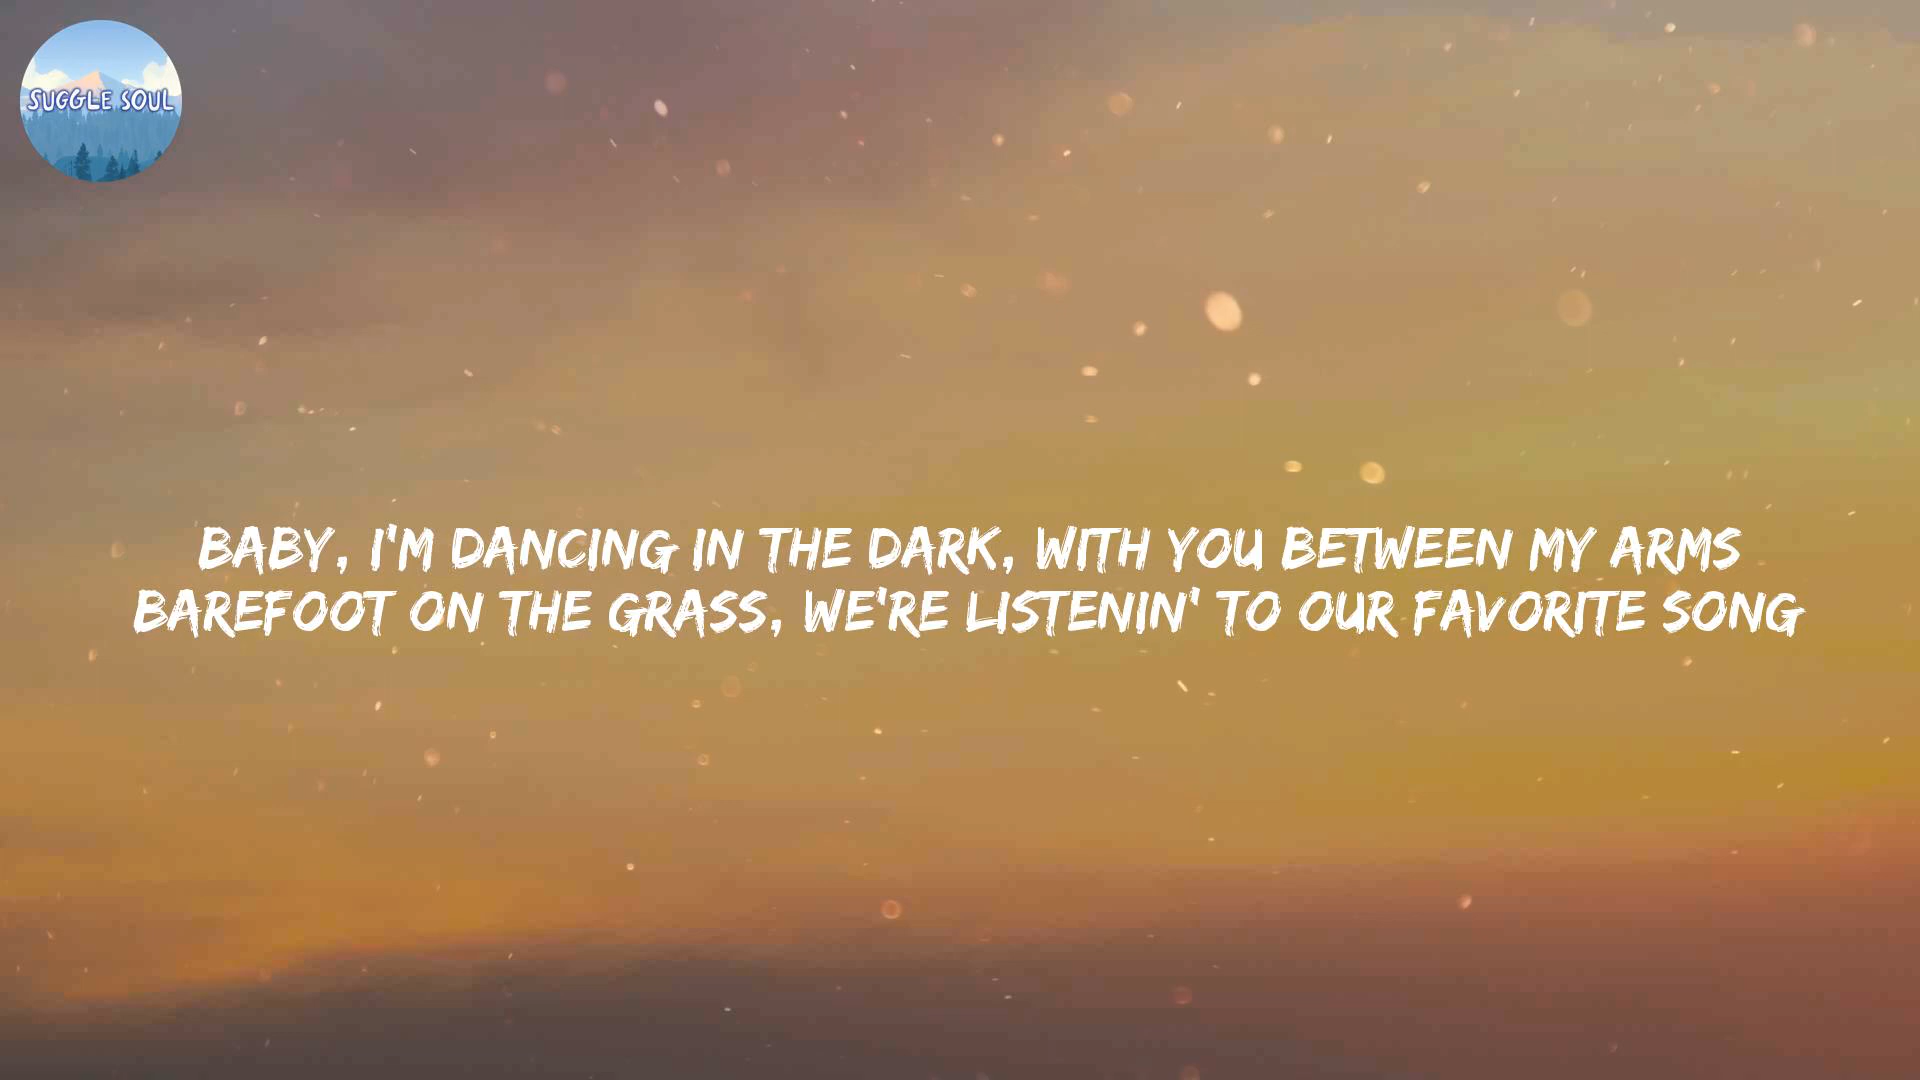 SUGGLE SOUL
BABY, I'M DANCING IN THE DARK, WITH YOU BETWEEN MY ARMS
BAREFOOT ON THE GRASS, WE'RE LISTENIN' TO OUR FAVORITE SONG